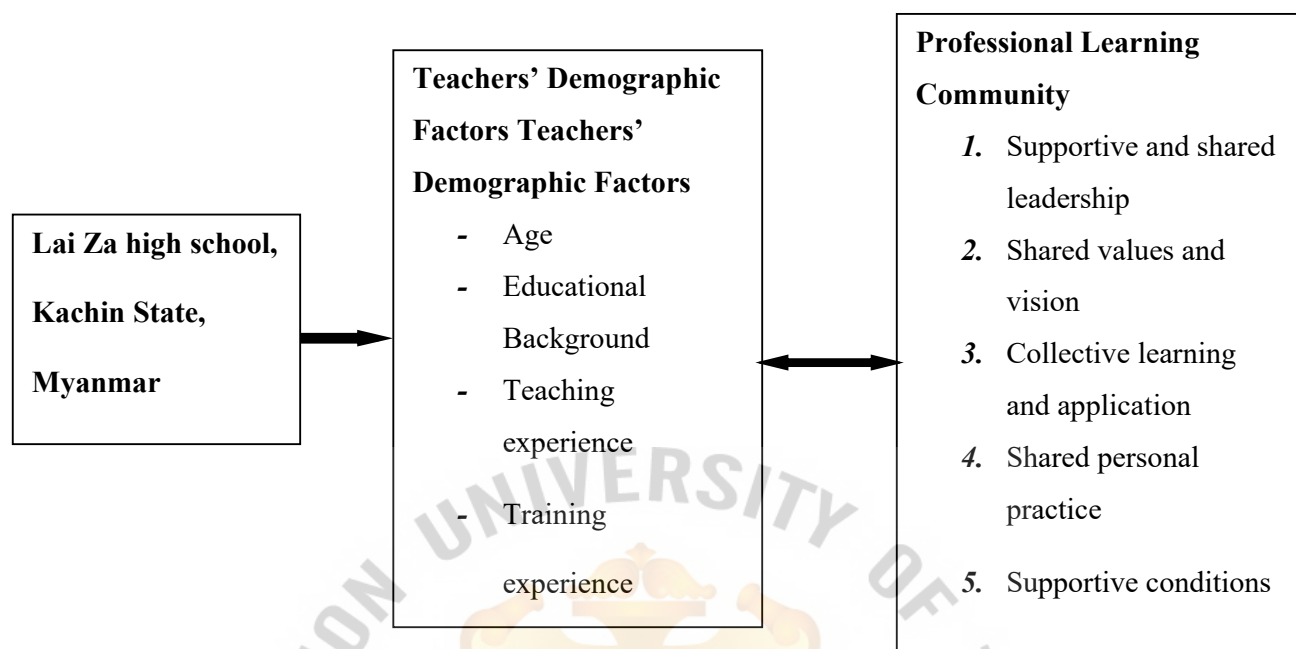 Lai Za high school,
Kachin State,
Myanmar
Teachers’ Demographic
Factors Teachers’
Demographic Factors
- Age
- Educational
Background
- Teaching
experience
- Training
experience
Professional Learning
Community
1. Supportive and shared
leadership
2. Shared values and
vision
3. Collective learning
and application
4. Shared personal
practice
5. Supportive conditions
UNIVERSITY OF